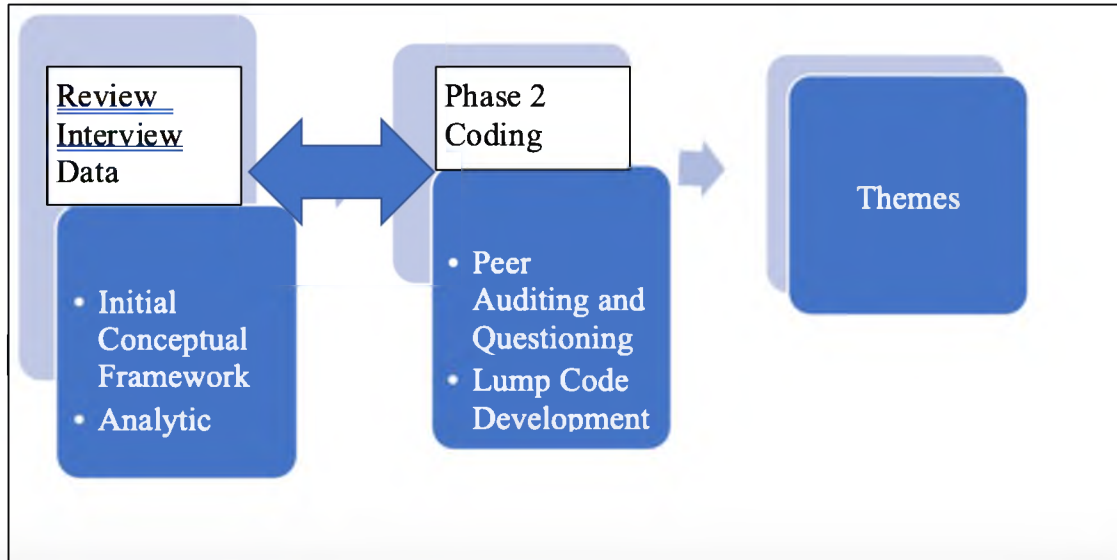 Review
Interview
Data
• Initial
Conceptual
Framework
• Analytic
Phase 2
Coding
• Peer
Auditing and
Questioning
• Lump Code
Development
Themes